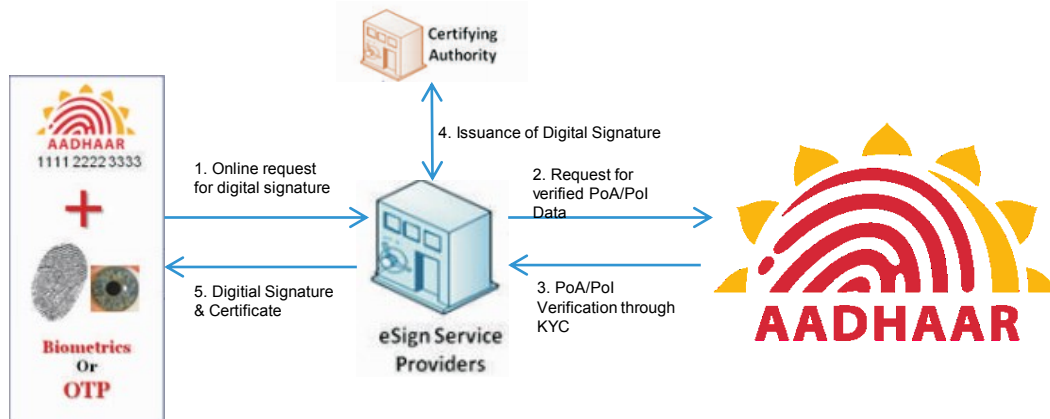 Certifying
Authority
AADHAAR
1111 2222 3333
4. Issuance of Digital Signature
1. Online request
for digital signature
2. Request for
verified PoA/PoI
Data
5. Digitial Signature
& Certificate
3. PoA/PoI
Verification through
KYC
AADHAAR
eSign Service
Providers
Biometrics
Or
OTP